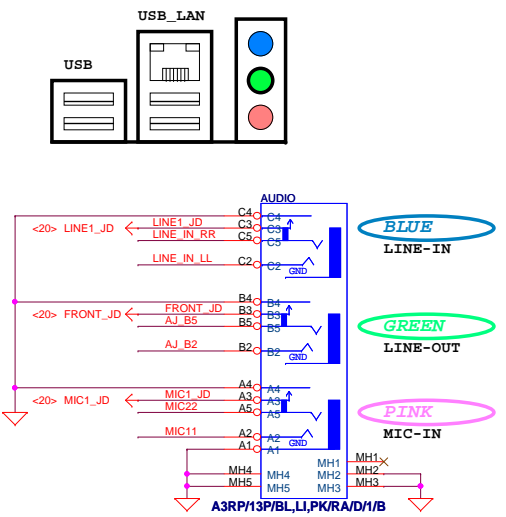 USB_LAN
USB
AUDIO
C4 C4
<20> LINE1_JD LINE1_JD C3 C3 BLUE
LINE_IN_RR C5 C5 LINE-IN
LINE_IN_LL C2 C2
GND
B4 B4
<20> FRONT_JD FRONT_JD B3 B3 GREEN
AJ_B5 B5 B5 LINE-OUT
AJ_B2 B2 B2
GND
A4 A4
<20> MIC1_JD MIC1_JD A3 A3 PINK
MIC22 A5 A5 MIC-IN
MIC11 A2 A2
GND
A1 A1
MH1 MH1
MH4 MH4 MH2 MH2
MH5 MH5 MH3 MH3
A3RP/13P/BL,LI,PK/RA/D/1/B